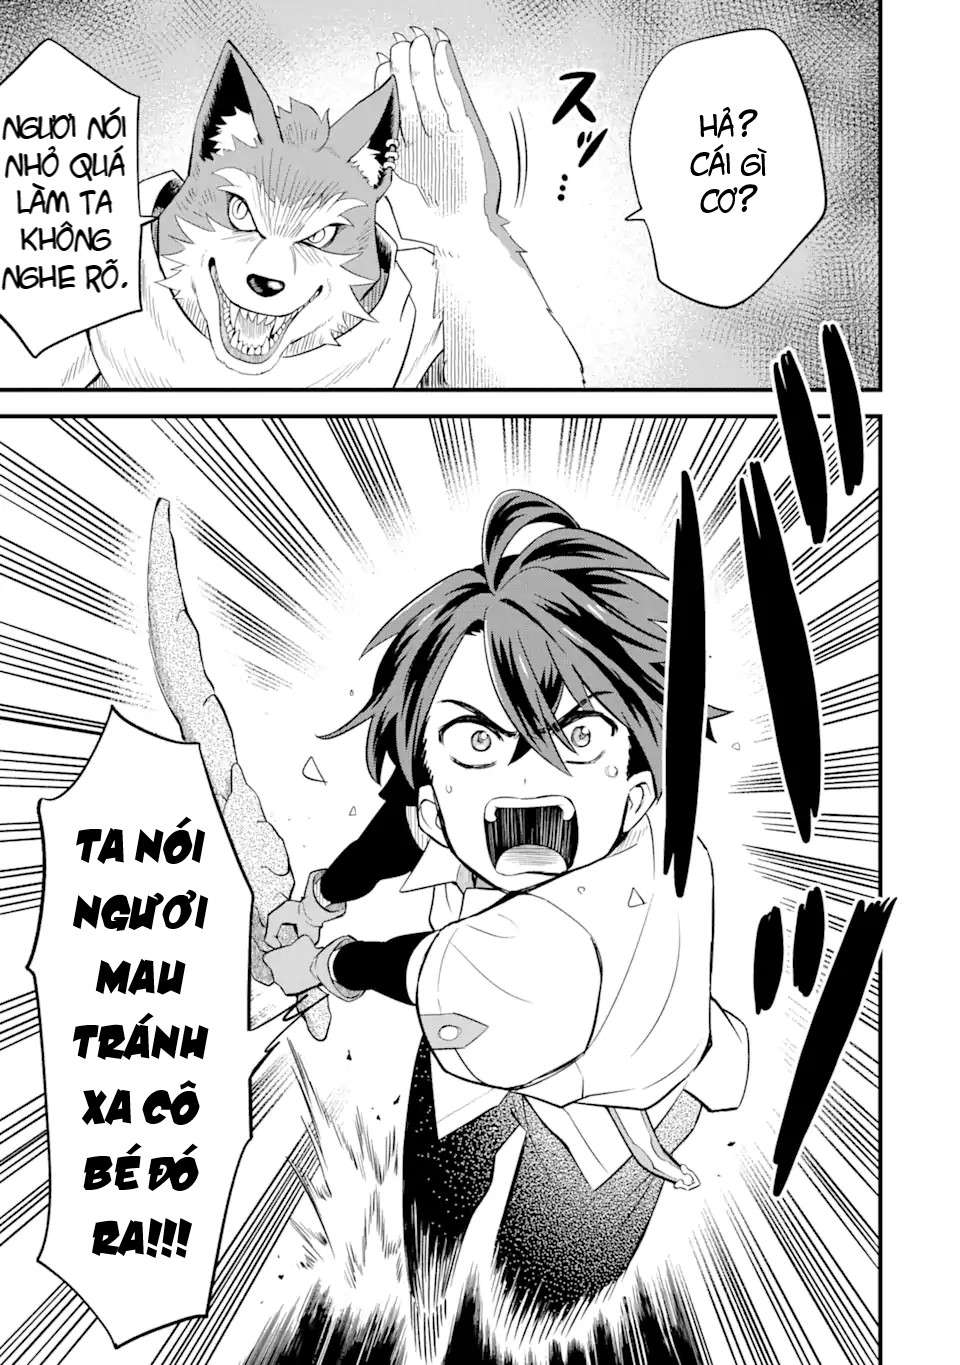 HẢ?
CÁI GÌ
CƠ?
スッ…
NGƯƠI NÓI
NHỎ QUÁ
LÀM TA
KHÔNG
NGHE RÕ.
TA NÓI
NGƯƠI
MAU
TRÁNH
XA CÔ
BÉ ĐÓ
RA!!!